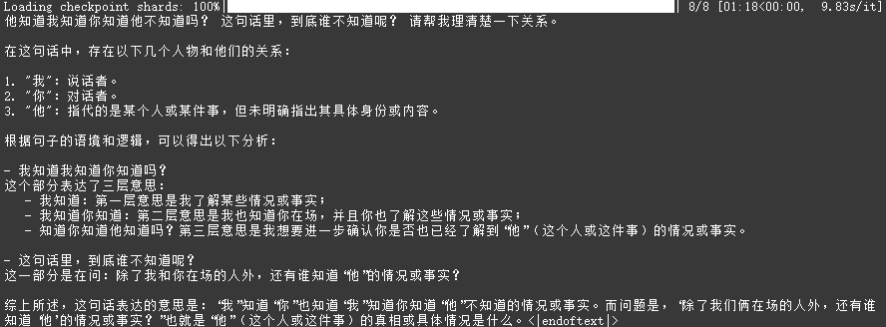 Loading checkpoint shards: 100%| | 8/8 [01:18<00:00,  9.83s/it]
他知道我知道你知道他不知道吗? 这句话里，到底谁不知道呢? 请帮我理清楚一下关系。
在这句话中，存在以下几个人物和他们的关系：
1. "我"：说话者。
2. "你"：对话者。
3. "他"：指代的是某个人或某件事，但未明确指出其具体身份或内容。
根据句子的语境和逻辑，可以得出以下分析：
- 我知道我知道你知道吗?
这个部分表达了三层意思：
- 我知道：第一层意思是我了解某些情况或事实；
- 我知道你知道：第二层意思是我也知道你在场，并且你也了解这些情况或事实；
- 知道你知道他知道吗? 第三层意思是我想要进一步确认你是否也已经了解到“他”（这个人或这件事）的情况或事实。
- 这句话里，到底谁不知道呢?
这一部分是在问：除了我和你在场的人外，还有谁知道“他”的情况或事实?
综上所述，这句话表达的意思是：“我”知道“你”也知道“我”知道你知道“他”不知道的情况或事实。而问题是，“除了我们俩在场的人外，还有谁
知道‘他’的情况或事实?”也就是“他”（这个人或这件事）的真相或具体情况是什么。<|endoftext|>